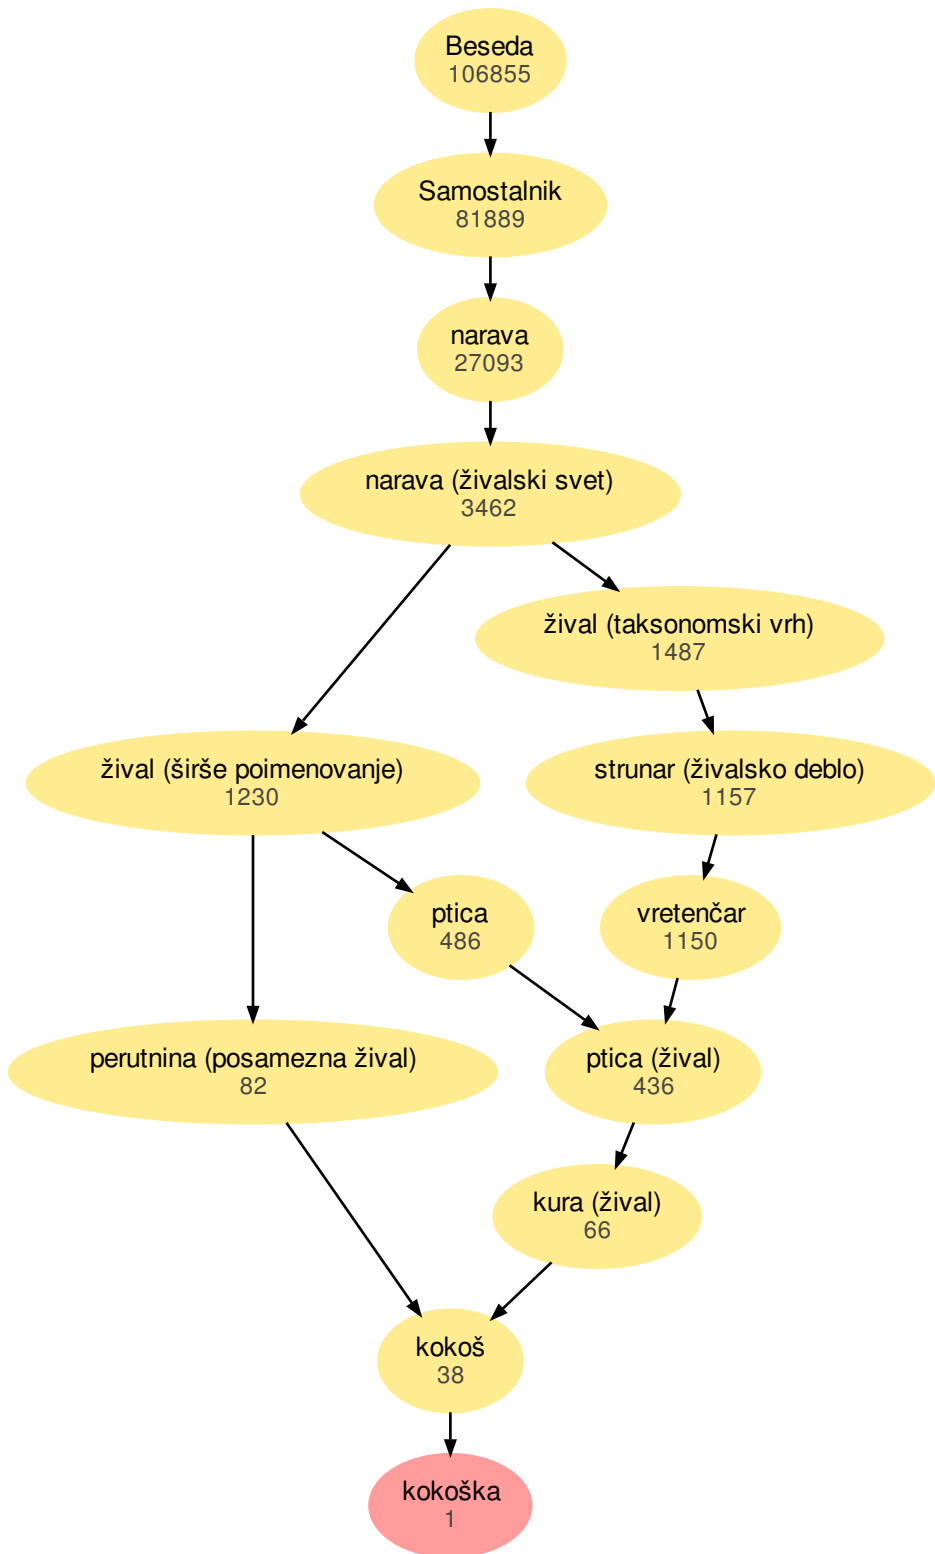 Beseda
106855
Samostalnik
81889
narava
27093
narava (živalski svet)
3462
žival (taksonomski vrh)
1487
žival (širše poimenovanje)
1230
strunar (živalsko deblo)
1157
ptica
486
vretenčar
1150
perutnina (posamezna žival)
82
ptica (žival)
436
kura (žival)
66
kokoš
38
kokoška
1